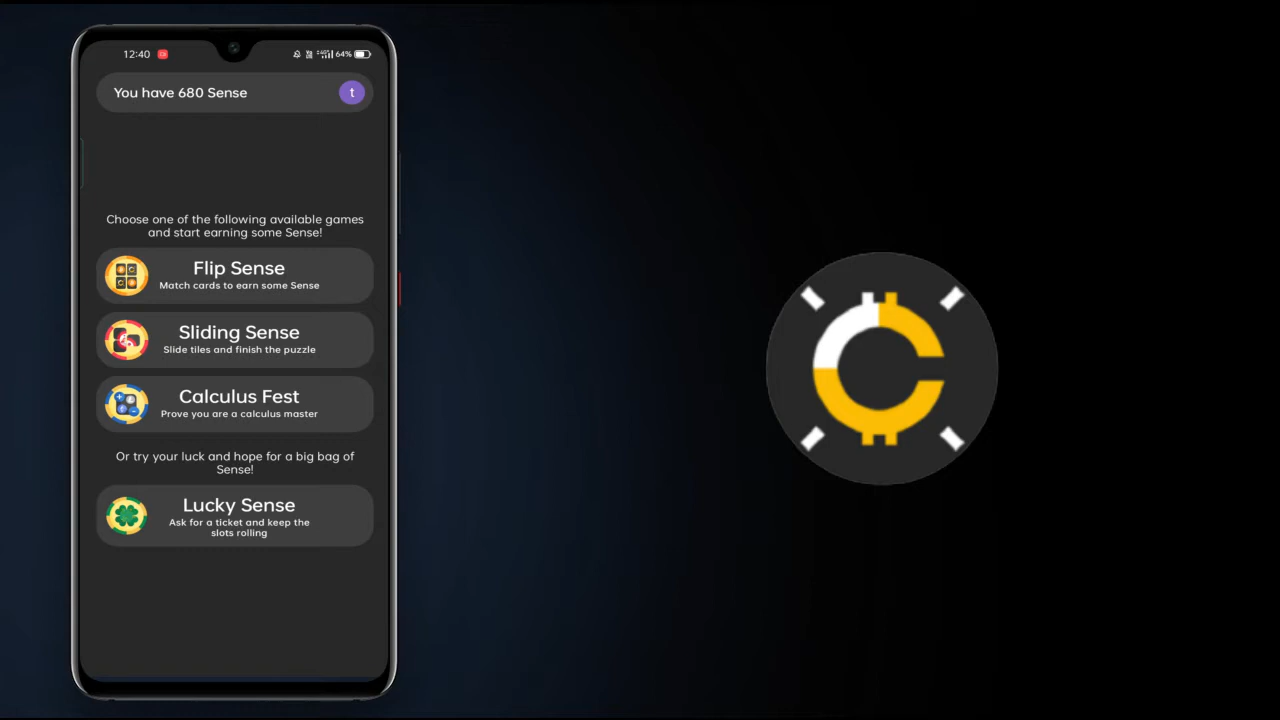 12:40
64%
You have 680 Sense
t
Choose one of the following available games
and start earning some Sense!
Flip Sense
Match cards to earn some Sense
Sliding Sense
Slide tiles and finish the puzzle
Calculus Fest
Prove you are a calculus master
Or try your luck and hope for a big bag of
Sense!
Lucky Sense
Ask for a ticket and keep the
slots rolling